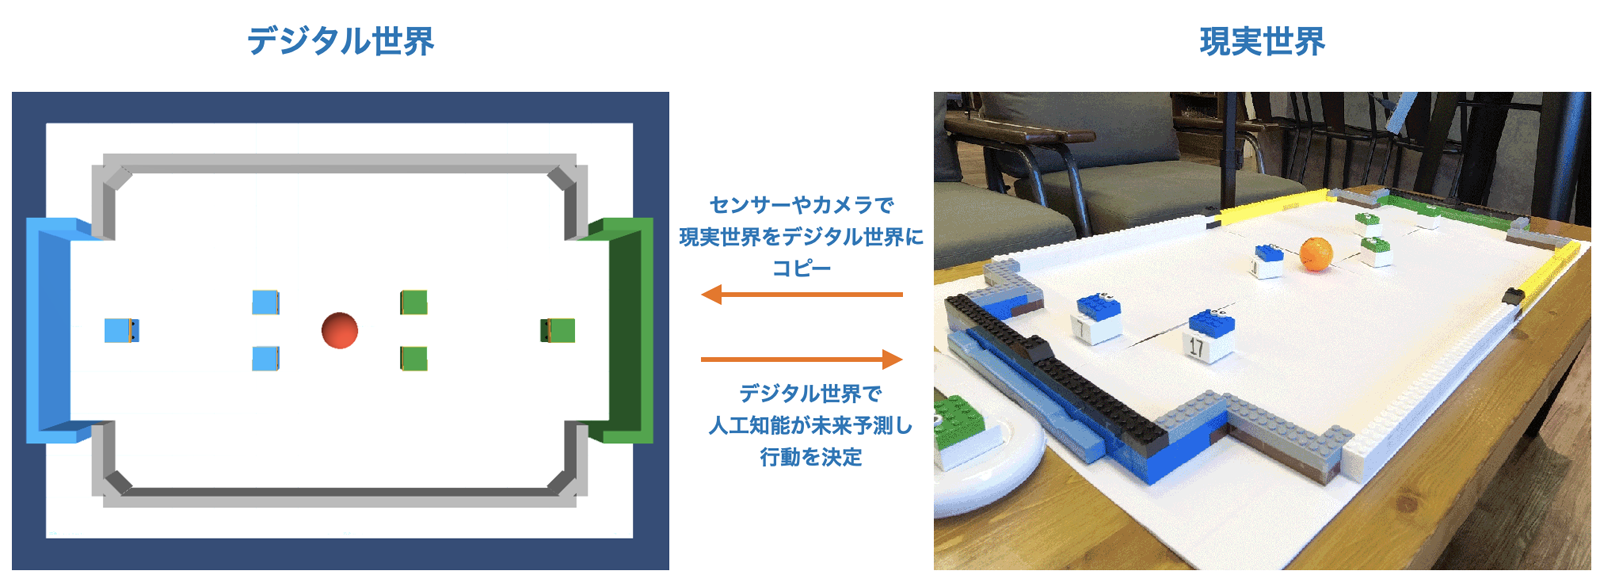 デジタル世界
現実世界
センサーやカメラで
現実世界をデジタル世界に
コピー
デジタル世界で
人工知能が未来予測し
行動を決定
1
17